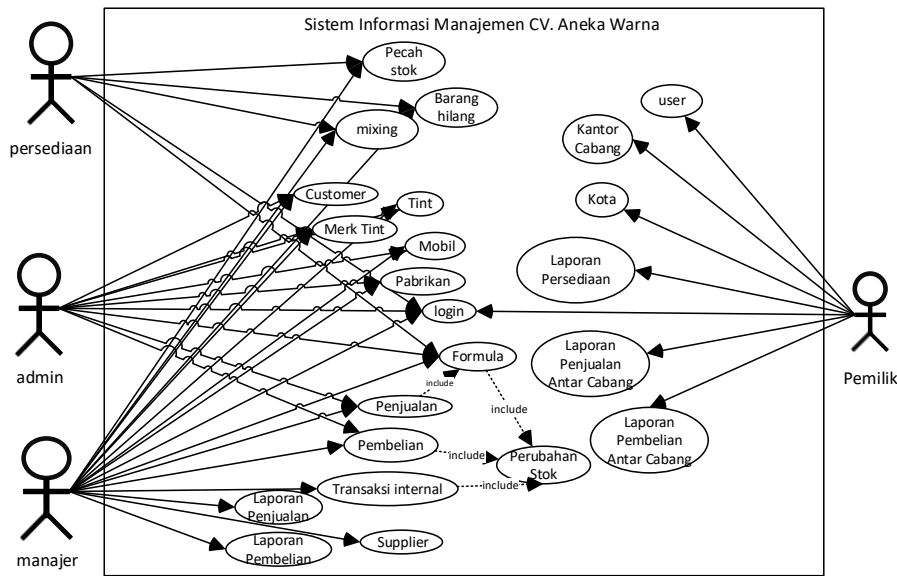 Sistem Informasi Manajemen CV. Aneka Warna
Pecah
stok
Barang
hilang
mixing
user
Kantor
Cabang
persediaan
Customer
Tint
Kota
Merk Tint
Mobil
Laporan
Persediaan
Pabrikan
login
admin
Formula
Laporan
Penjualan
Antar Cabang
Pemilik
include
Penjualan
include
Pembelian
include
Perubahan
Stok
Laporan
Pembelian
Antar Cabang
Transaksi internal
include
Laporan
Penjualan
manajer
Laporan
Pembelian
Supplier